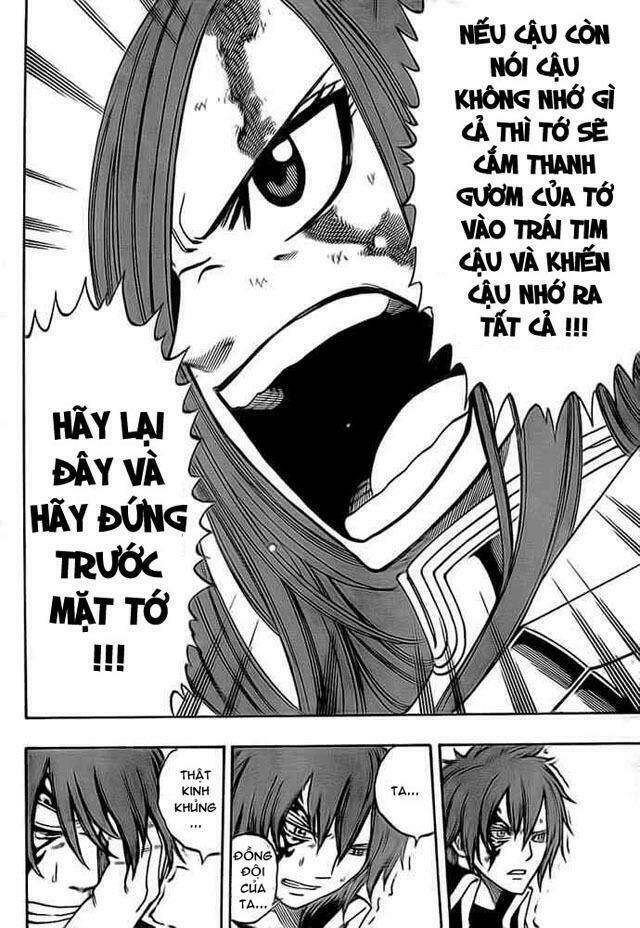 NẾU CẬU CÒN
NÓI CẬU
KHÔNG NHỚ GÌ
CẢ THÌ TỚ SẼ
CẮM THANH
GƯƠM CỦA TỚ
VÀO TRÁI TIM
CẬU VÀ KHIẾN
CẬU NHỚ RA
TẤT CẢ !!!
HÃY LẠI
ĐÂY VÀ
HÃY ĐỨNG
TRƯỚC
MẶT TỚ
!!!
TA...
ĐỒNG
ĐỘI
CỦA
TA...
THẬT
KINH
KHỦNG
...